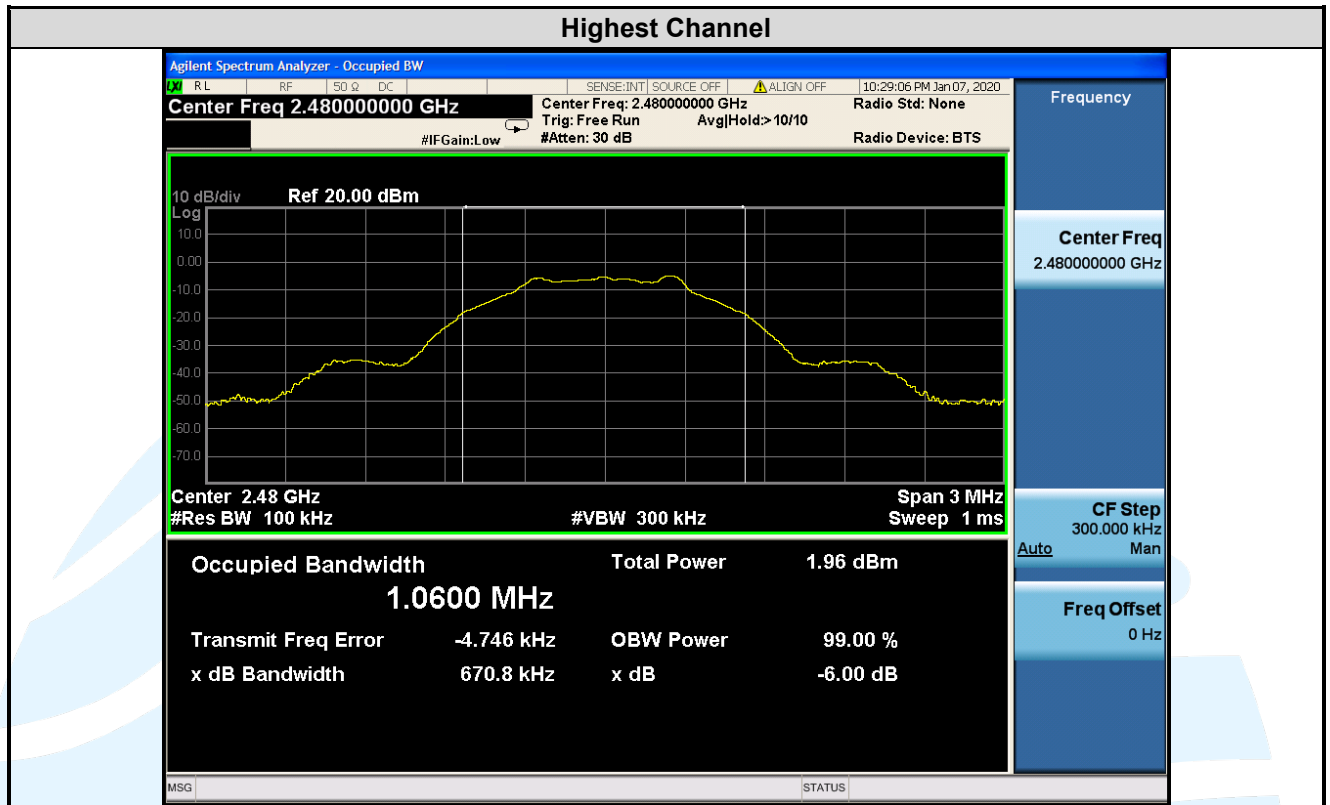 Highest Channel
Agilent Spectrum Analyzer - Occupied BW
LXI RL RF 50 Ω DC SENSE:INT SOURCE OFF ALIGN OFF 10:29:06 PM Jan 07, 2020
Center Freq 2.480000000 GHz
Center Freq: 2.480000000 GHz Radio Std: None
Trig: Free Run Avg|Hold:>10/10
#IFGain:Low #Atten: 30 dB Radio Device: BTS
Frequency
10 dB/div Ref 20.00 dBm
Log
10.0
0.00
-10.0
-20.0
-30.0
-40.0
-50.0
-60.0
-70.0
Center 2.48 GHz Span 3 MHz
#Res BW 100 kHz #VBW 300 kHz Sweep 1 ms
Center Freq
2.480000000 GHz
CF Step
300.000 kHz
Auto Man
Freq Offset
0 Hz
Occupied Bandwidth Total Power 1.96 dBm
1.0600 MHz
Transmit Freq Error -4.746 kHz OBW Power 99.00 %
x dB Bandwidth 670.8 kHz x dB -6.00 dB
MSG STATUS